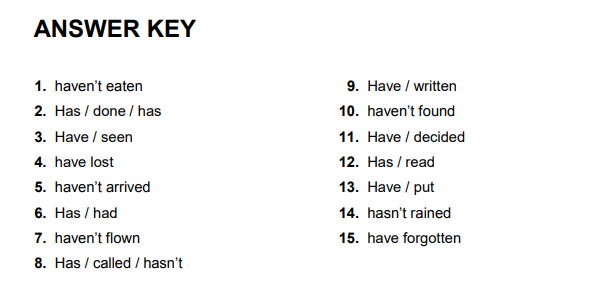 ANSWER KEY
1. haven’t eaten
2. Has / done / has
3. Have / seen
4. have lost
5. haven’t arrived
6. Has / had
7. haven’t flown
8. Has / called / hasn’t
9. Have / written
10. haven’t found
11. Have / decided
12. Has / read
13. Have / put
14. hasn’t rained
15. have forgotten